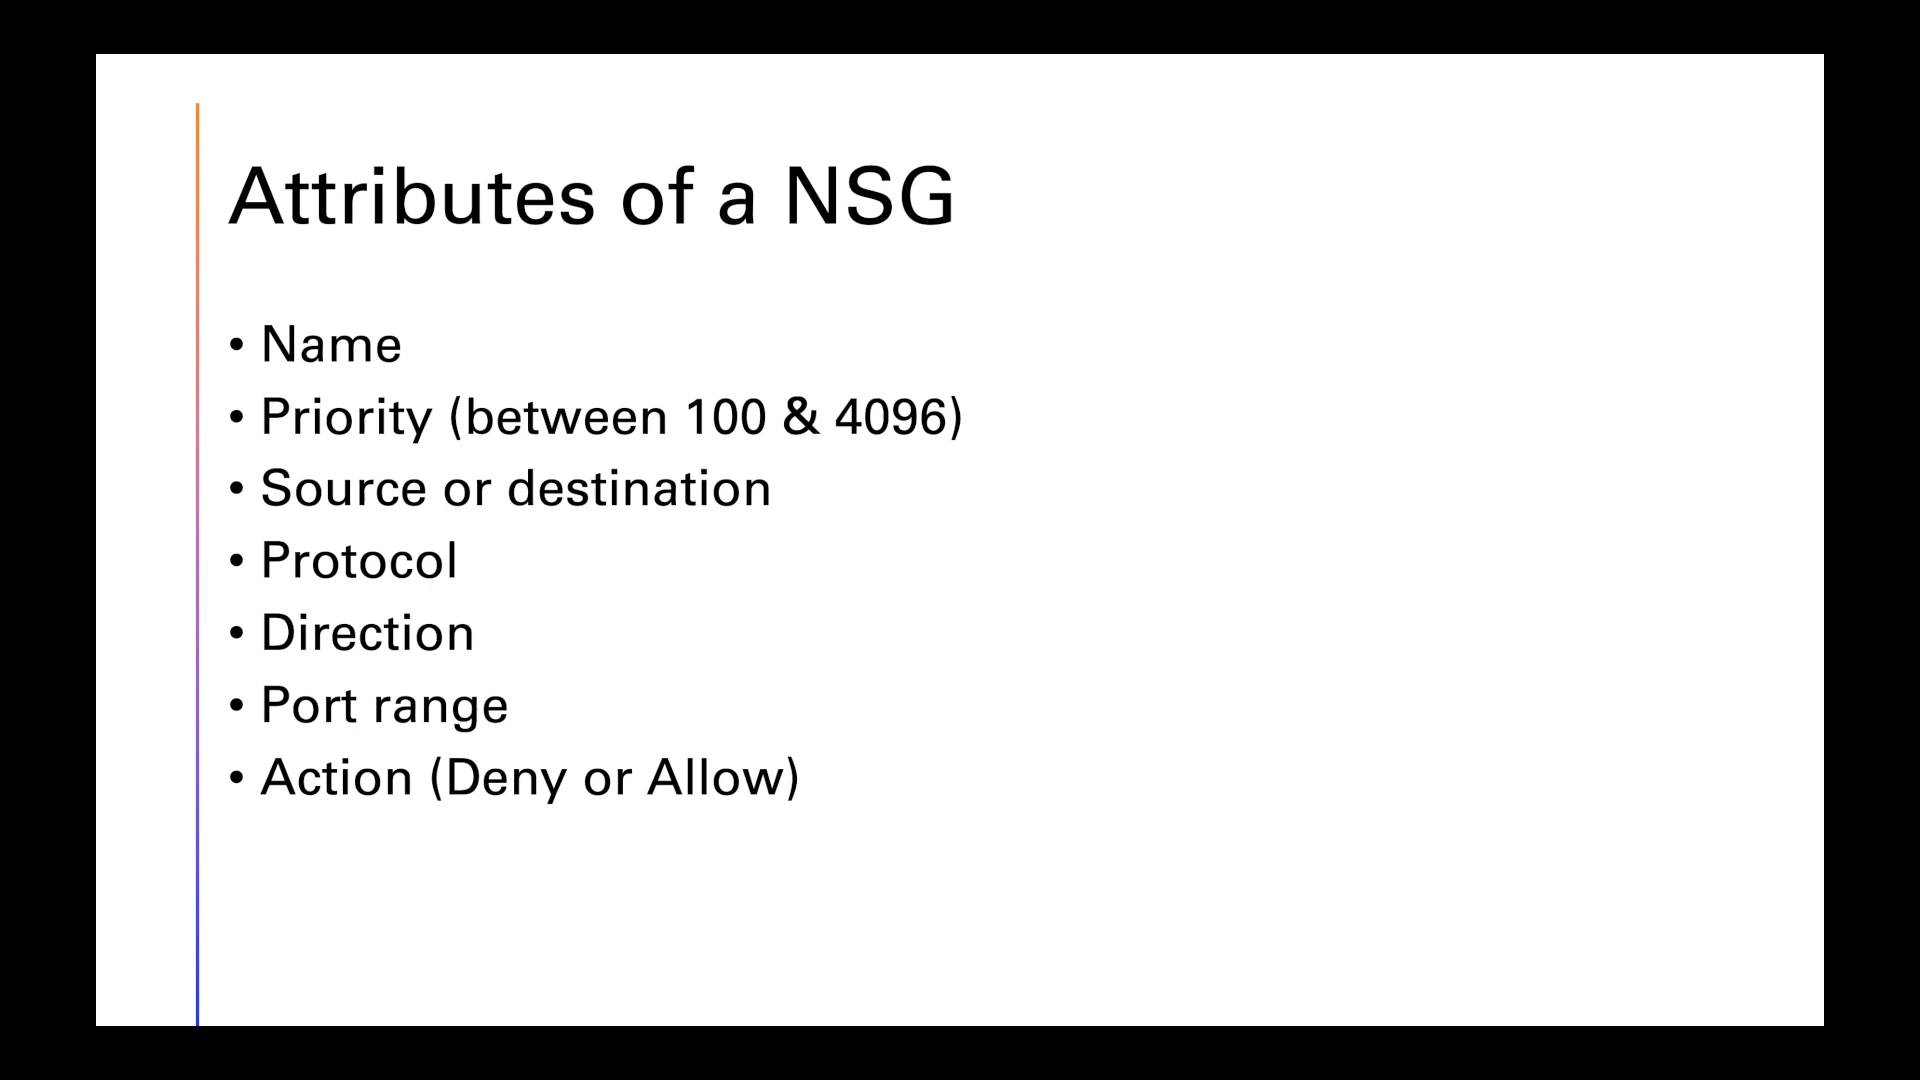 Attributes of a NSG
• Name
• Priority (between 100 & 4096)
• Source or destination
• Protocol
• Direction
• Port range
• Action (Deny or Allow)